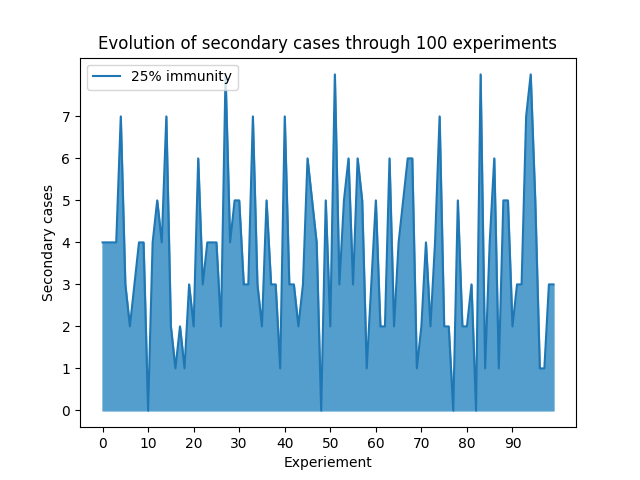 Evolution of secondary cases through 100 experiments
25% immunity
Secondary cases
7
6
5
4
3
2
1
0
0 10 20 30 40 50 60 70 80 90
Experiement